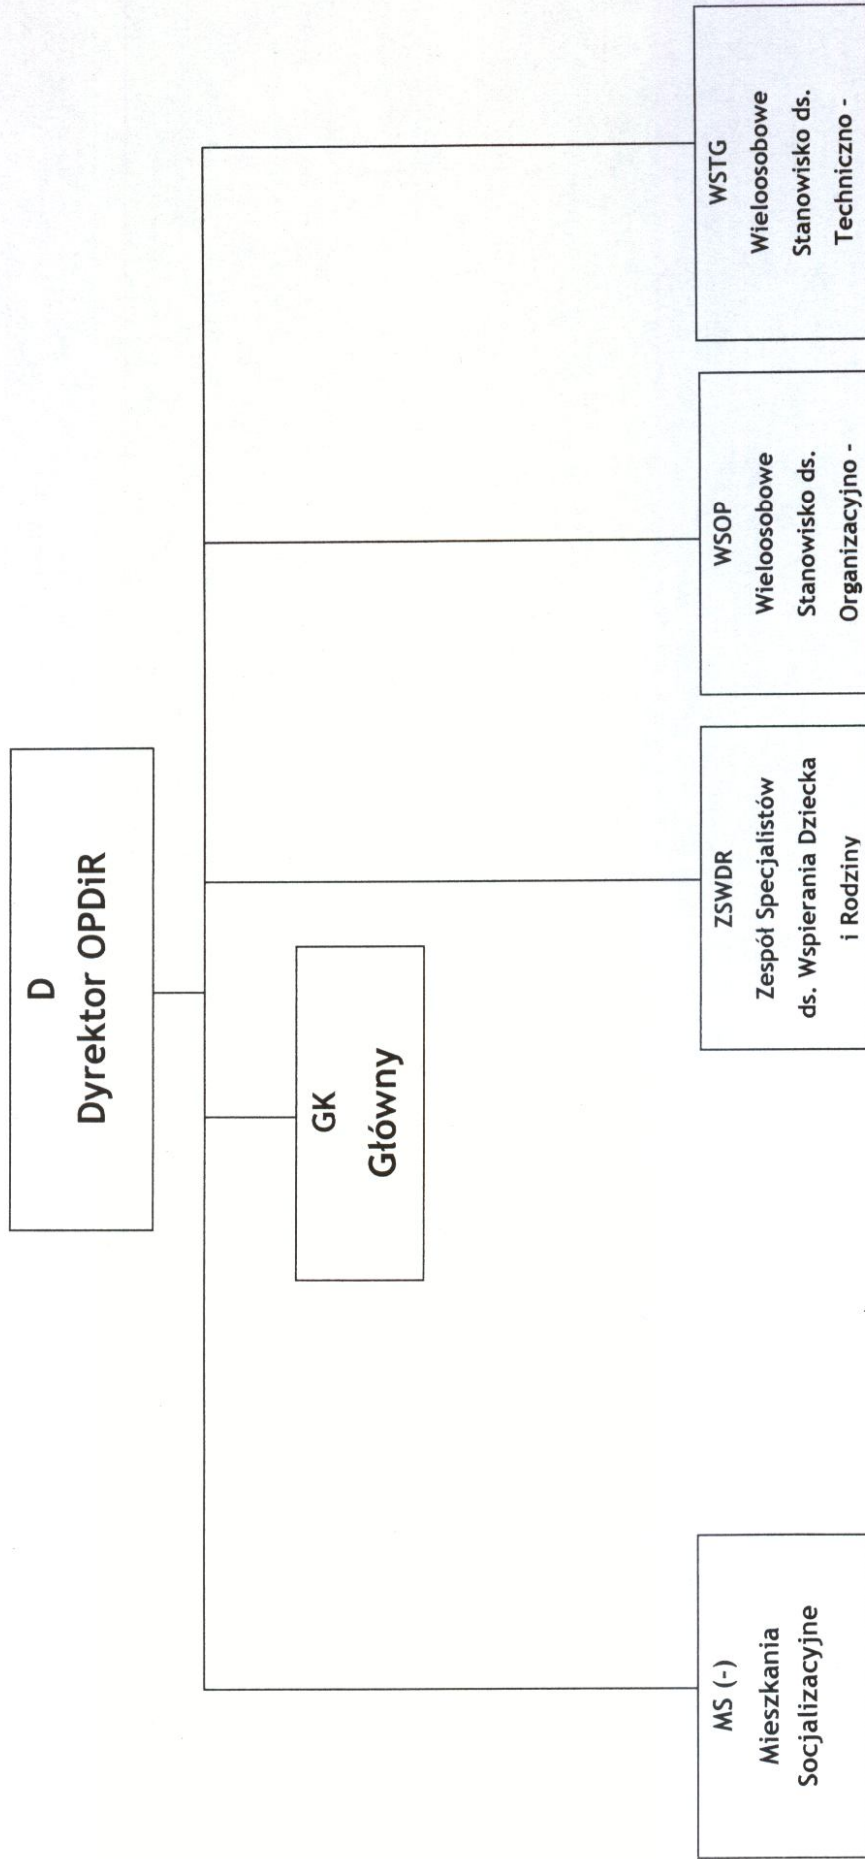 D
Dyrektor OPDiR
GK
Główny
MS (-)
Mieszkania
Socjalizacyjne
ZSWDR
Zespół Specjalistów
ds. Wspierania Dziecka
i Rodziny
WSOP
Wieloosobowe
Stanowisko ds.
Organizacyjno -
WSTG
Wieloosobowe
Stanowisko ds.
Techniczno -